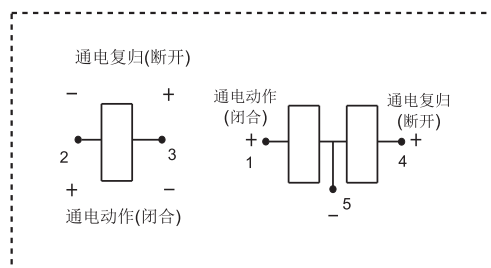 通电复归(断开)
− +
2 3
+ −
通电动作(闭合)
通电动作
(闭合)
+
1
通电复归
(断开)
+
4
5
−